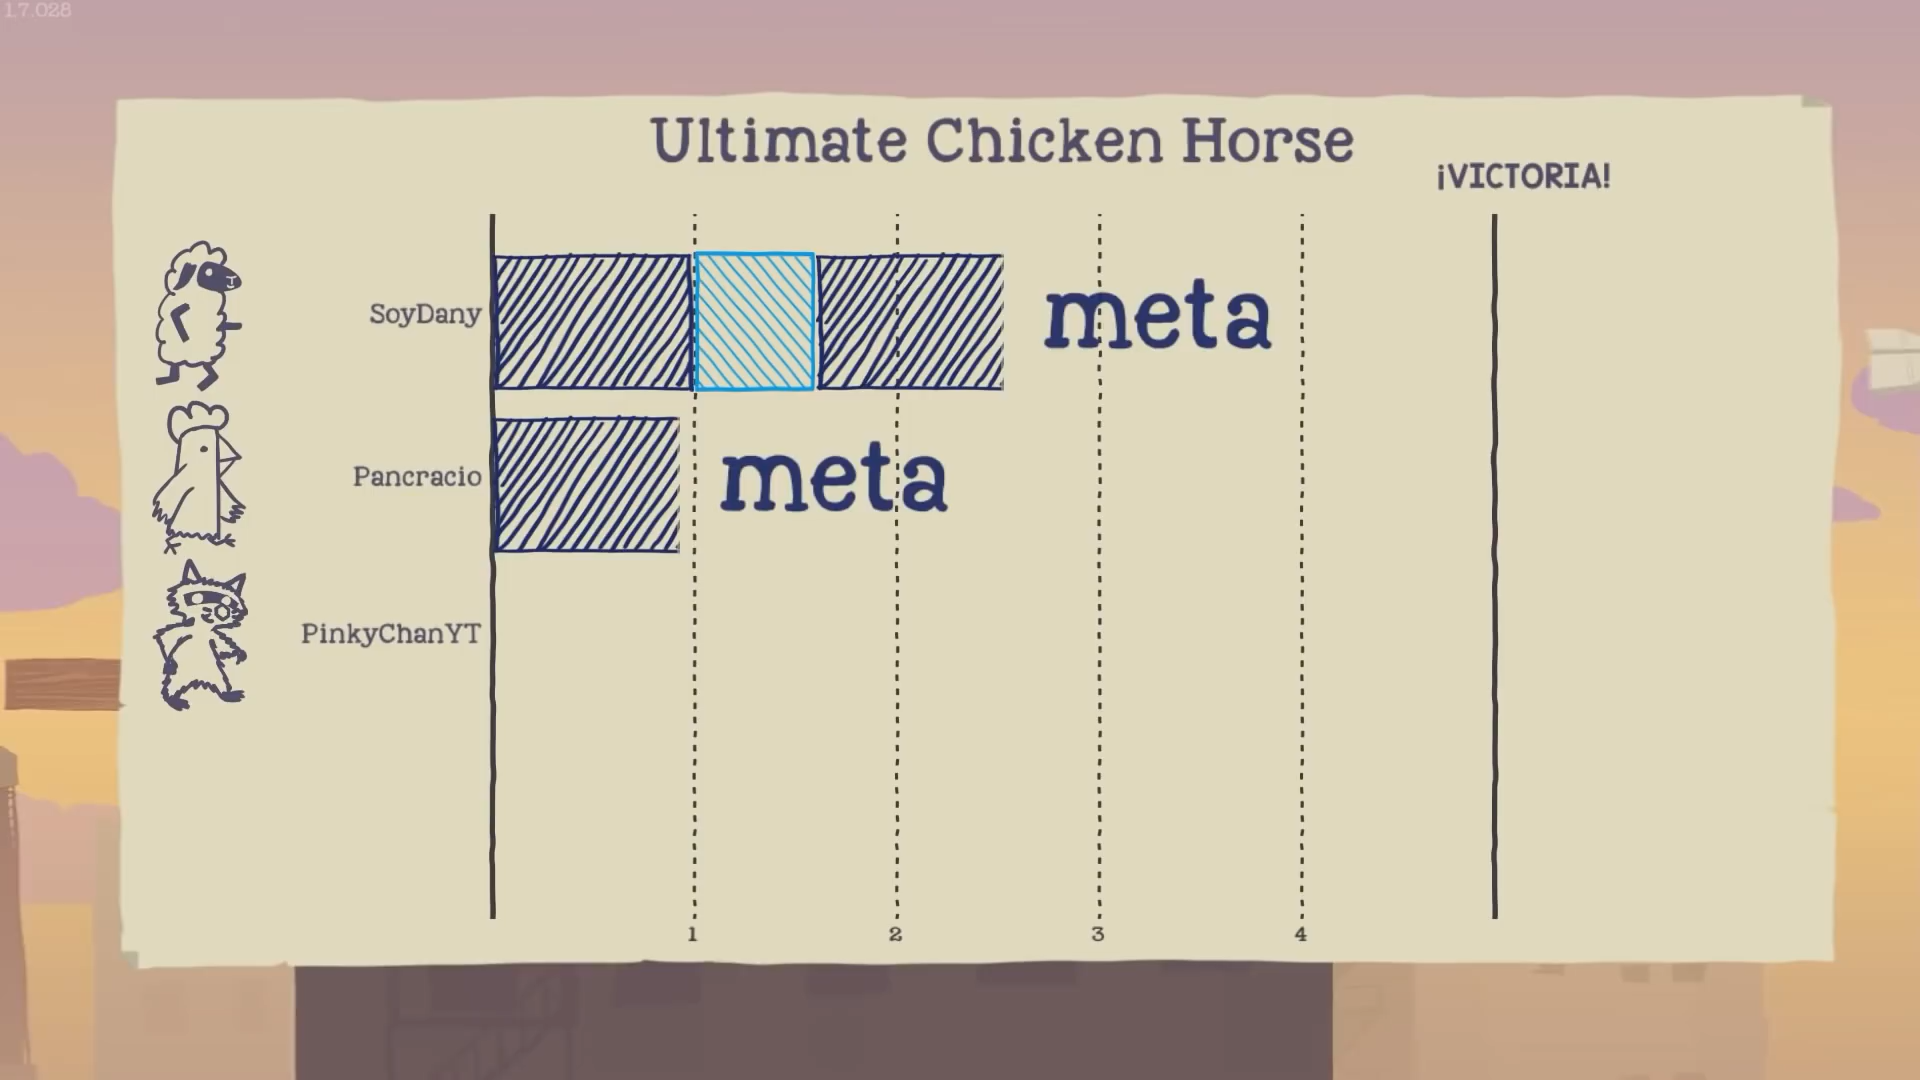 1.7.028
Ultimate Chicken Horse
¡VICTORIA!
SoyDany
meta
Pancracio
meta
PinkyChanYT
1 2 3 4